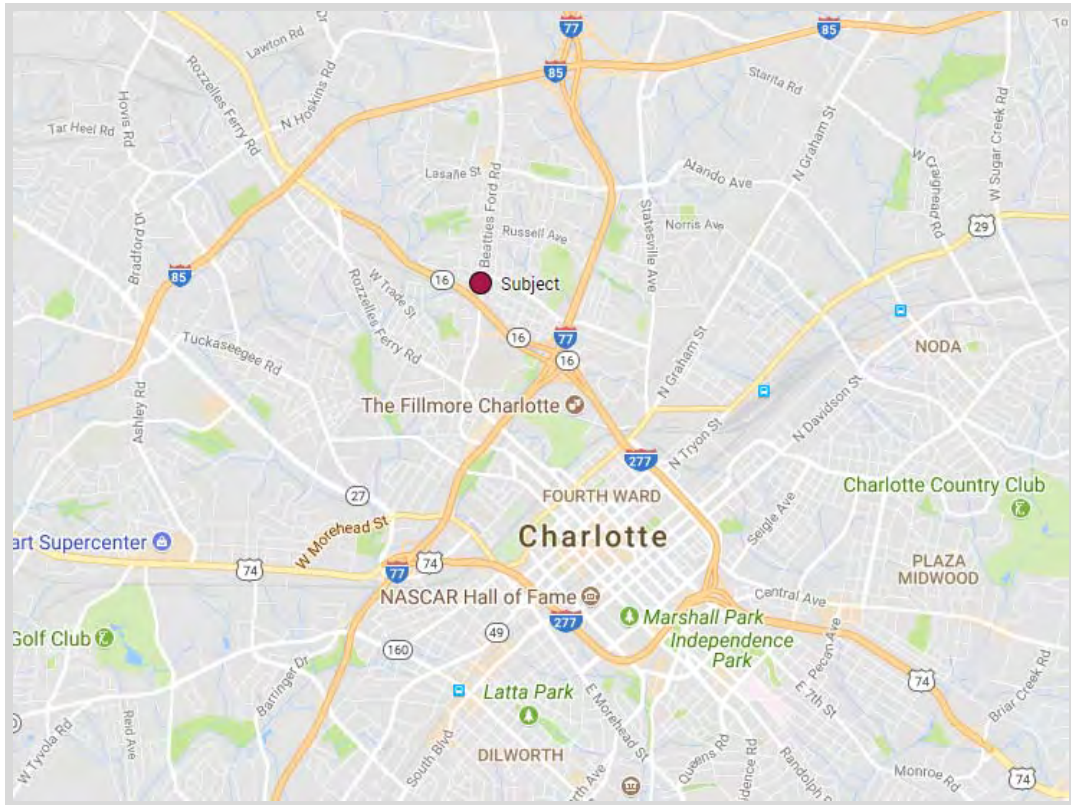 77
85
To
Lawton Rd
85
Rozzelles Ferry Rd
Starita Rd
Hovis Rd
N Hoskins Rd
N Graham St
W Sugar Creek Rd
Tar Heel Rd
W Craighead Rd
Lasalle St
Atando Ave
Beatties Ford Rd
Statesville Ave
Norris Ave
Russell Ave
29
Bradford Dr
85
16
Subject
W Trade St
Rozzelles Ferry Rd
77
16
16
Tuckaseegee Rd
NODA
N Graham St
The Fillmore Charlotte
Ashley Rd
N Davidson St
N Tryon St
277
Charlotte Country Club
27
FOURTH WARD
Seigle Ave
W Morehead St
Charlotte
art Supercenter
74
74
77
PLAZA
MIDWOOD
NASCAR Hall of Fame
Central Ave
277
Marshall Park
Independence
Park
Golf Club
49
160
Barringer Dr
N Pecan Ave
E 7th St
74
Latta Park
E Morehead St
Briar Creek Rd
W Tyvola Rd
Reid Ave
South Blvd
DILWORTH
Queens Rd
idence Rd
Randolph
Monroe Rd
74
rth Ave